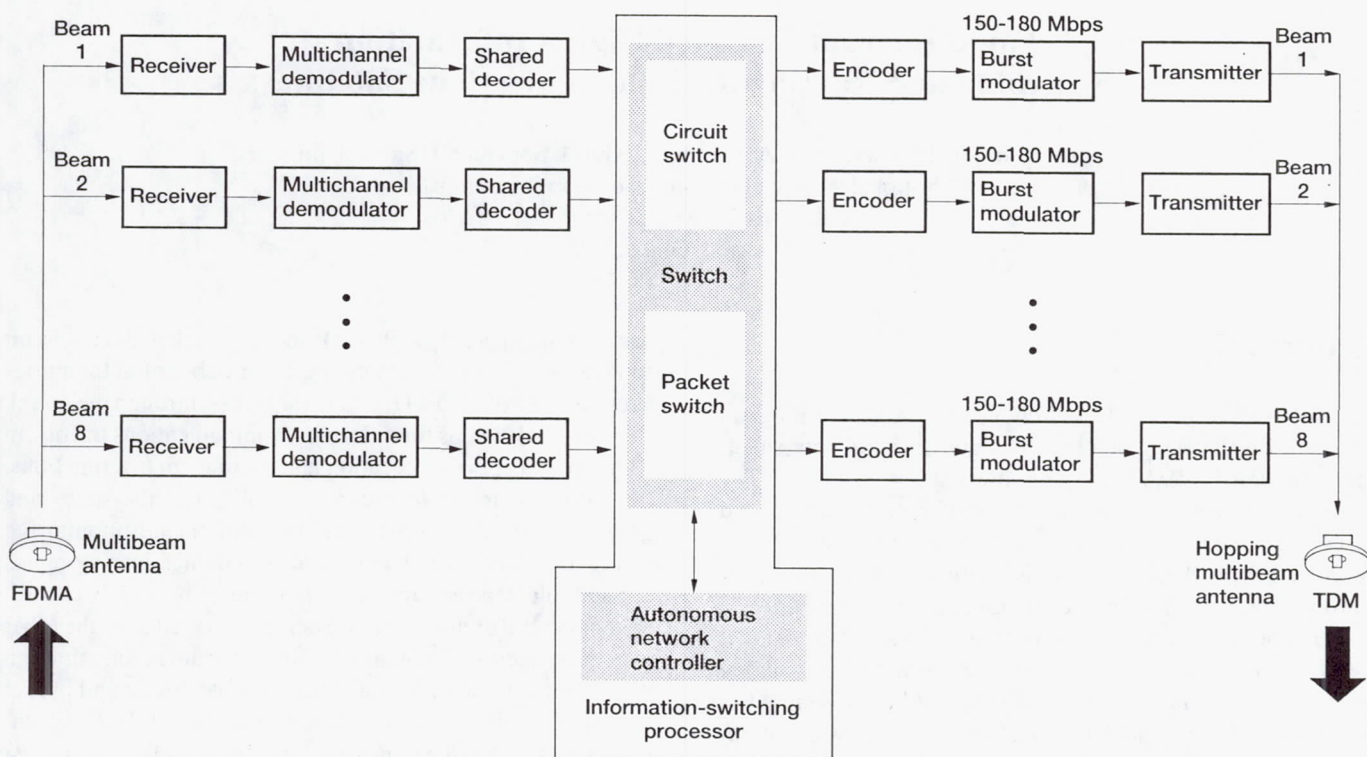 Beam
1
Receiver
Multichannel
demodulator
Shared
decoder
Encoder
150-180 Mbps
Burst
modulator
Transmitter
Beam
1
Beam
2
Receiver
Multichannel
demodulator
Shared
decoder
Encoder
150-180 Mbps
Burst
modulator
Transmitter
Beam
2
Circuit
switch
Switch
Packet
switch
Beam
8
Receiver
Multichannel
demodulator
Shared
decoder
Encoder
150-180 Mbps
Burst
modulator
Transmitter
Beam
8
Multibeam
antenna
FDMA
Autonomous
network
controller
Information-switching
processor
Hopping
multibeam
antenna
TDM